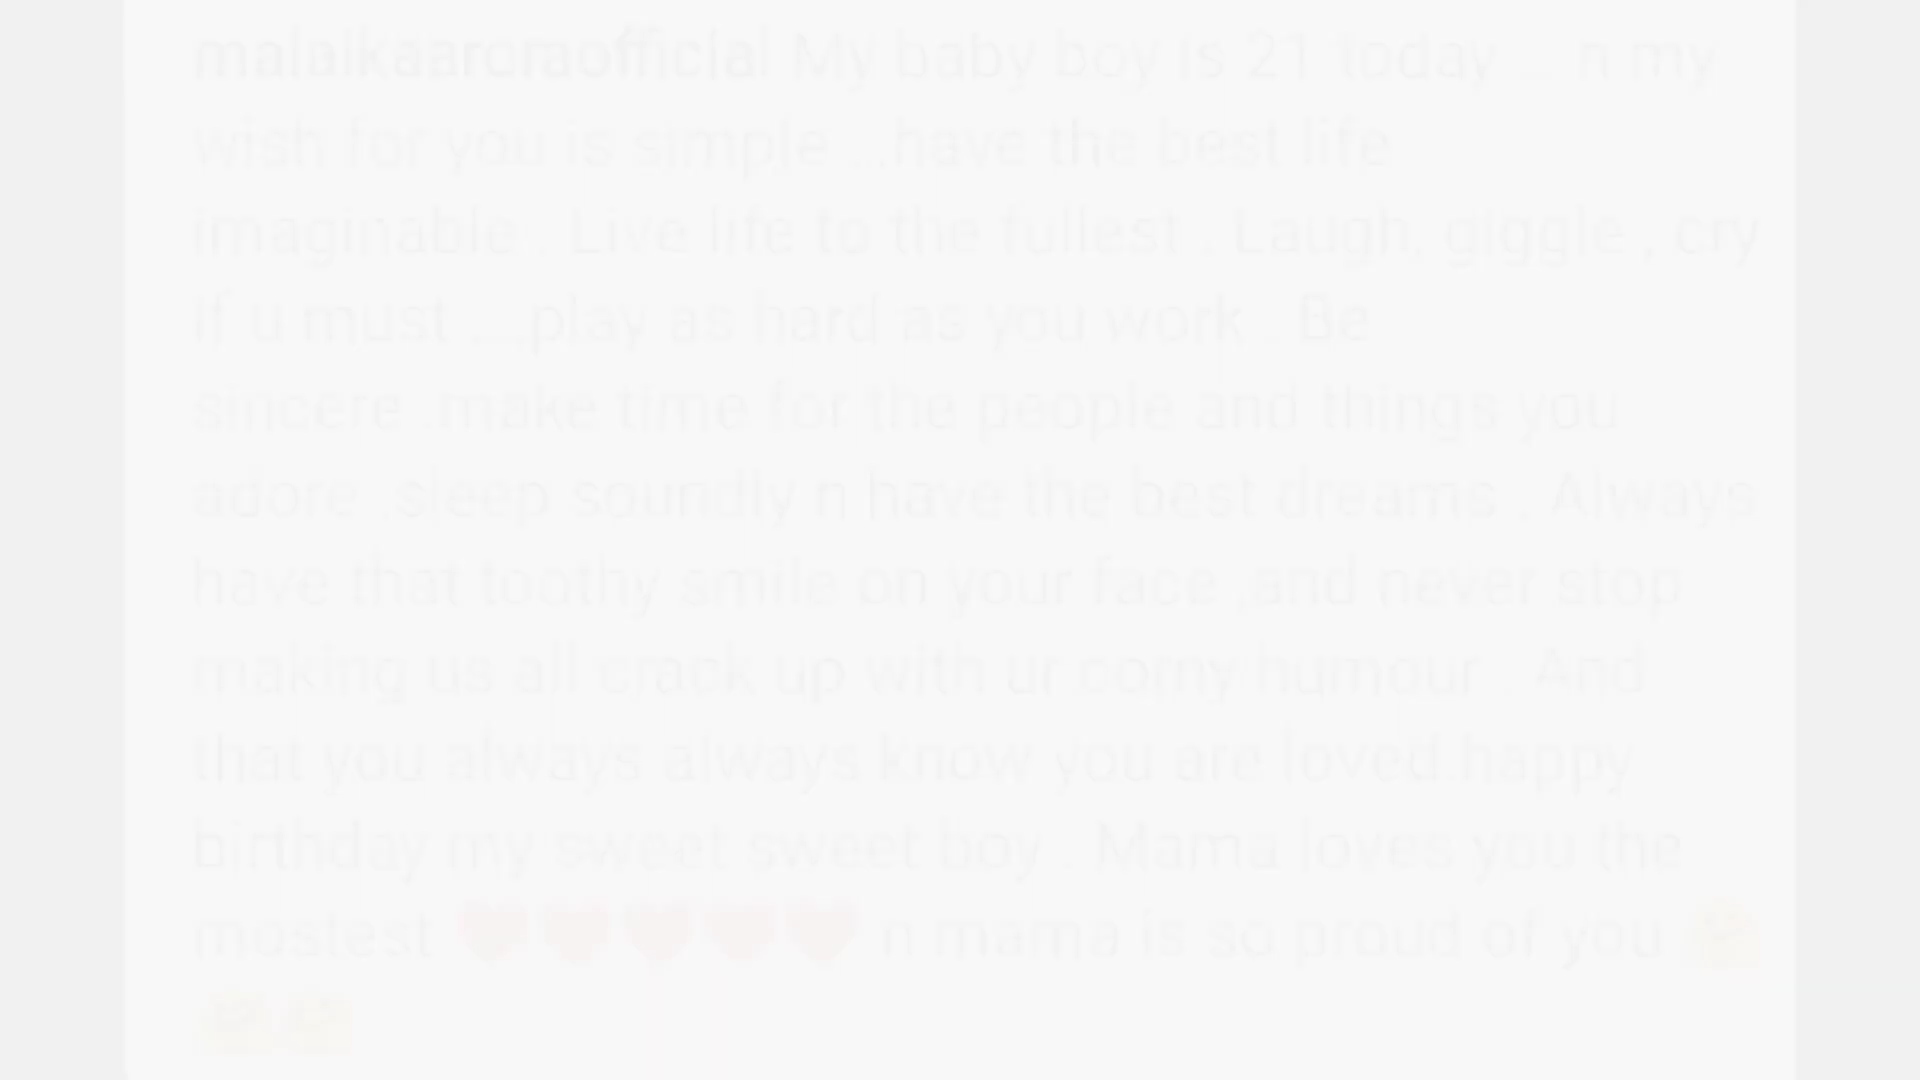 malaikaaroraofficial My baby boy is 21 today ... n my
wish for you is simple ...have the best life
imaginable . Live life to the fullest . Laugh, giggle , cry
if u must ....play as hard as you work . Be
sincere .make time for the people and things you
adore .sleep soundly n have the best dreams . Always
have that toothy smile on your face ,and never stop
making us all crack up with ur corny humour . And
that you always always know you are loved.happy
birthday my sweet sweet boy . Mama loves you the
mostest ❤️❤️❤️❤️❤️ n mama is so proud of you